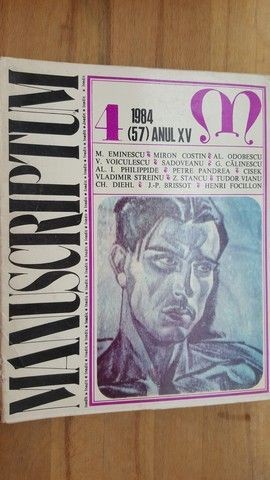 MANUSCRIPTUM
4
1984
(57) ANUL XV
M. EMINESCU MIRON COSTIN AL. ODOBESCU
V. VOICULESCU SADOVEANU G. CĂLINESCU
AL. I. PHILIPPIDE PETRE PANDREA CISEK
VLADIMIR STREINU Z. STANCU TUDOR VIANU
CH. DIEHL J.-P. BRISSOT HENRI FOCILLON